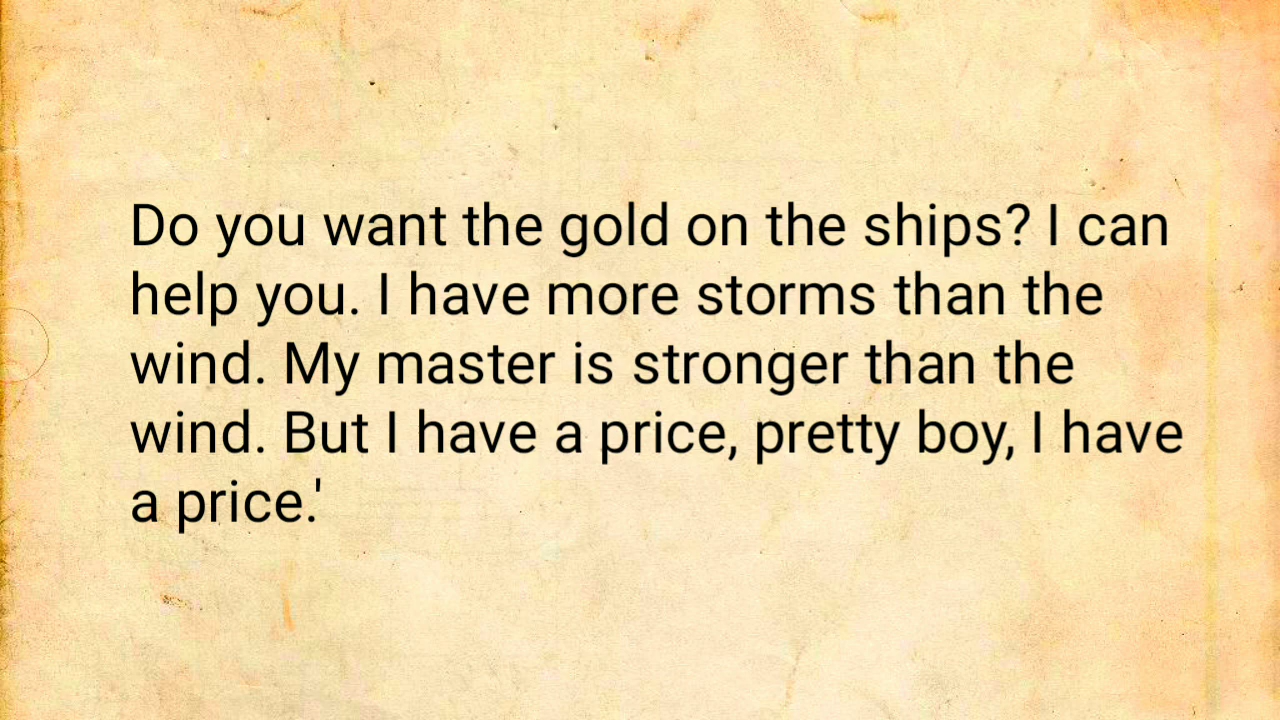 Do you want the gold on the ships? I can
help you. I have more storms than the
wind. My master is stronger than the
wind. But I have a price, pretty boy, I have
a price.'